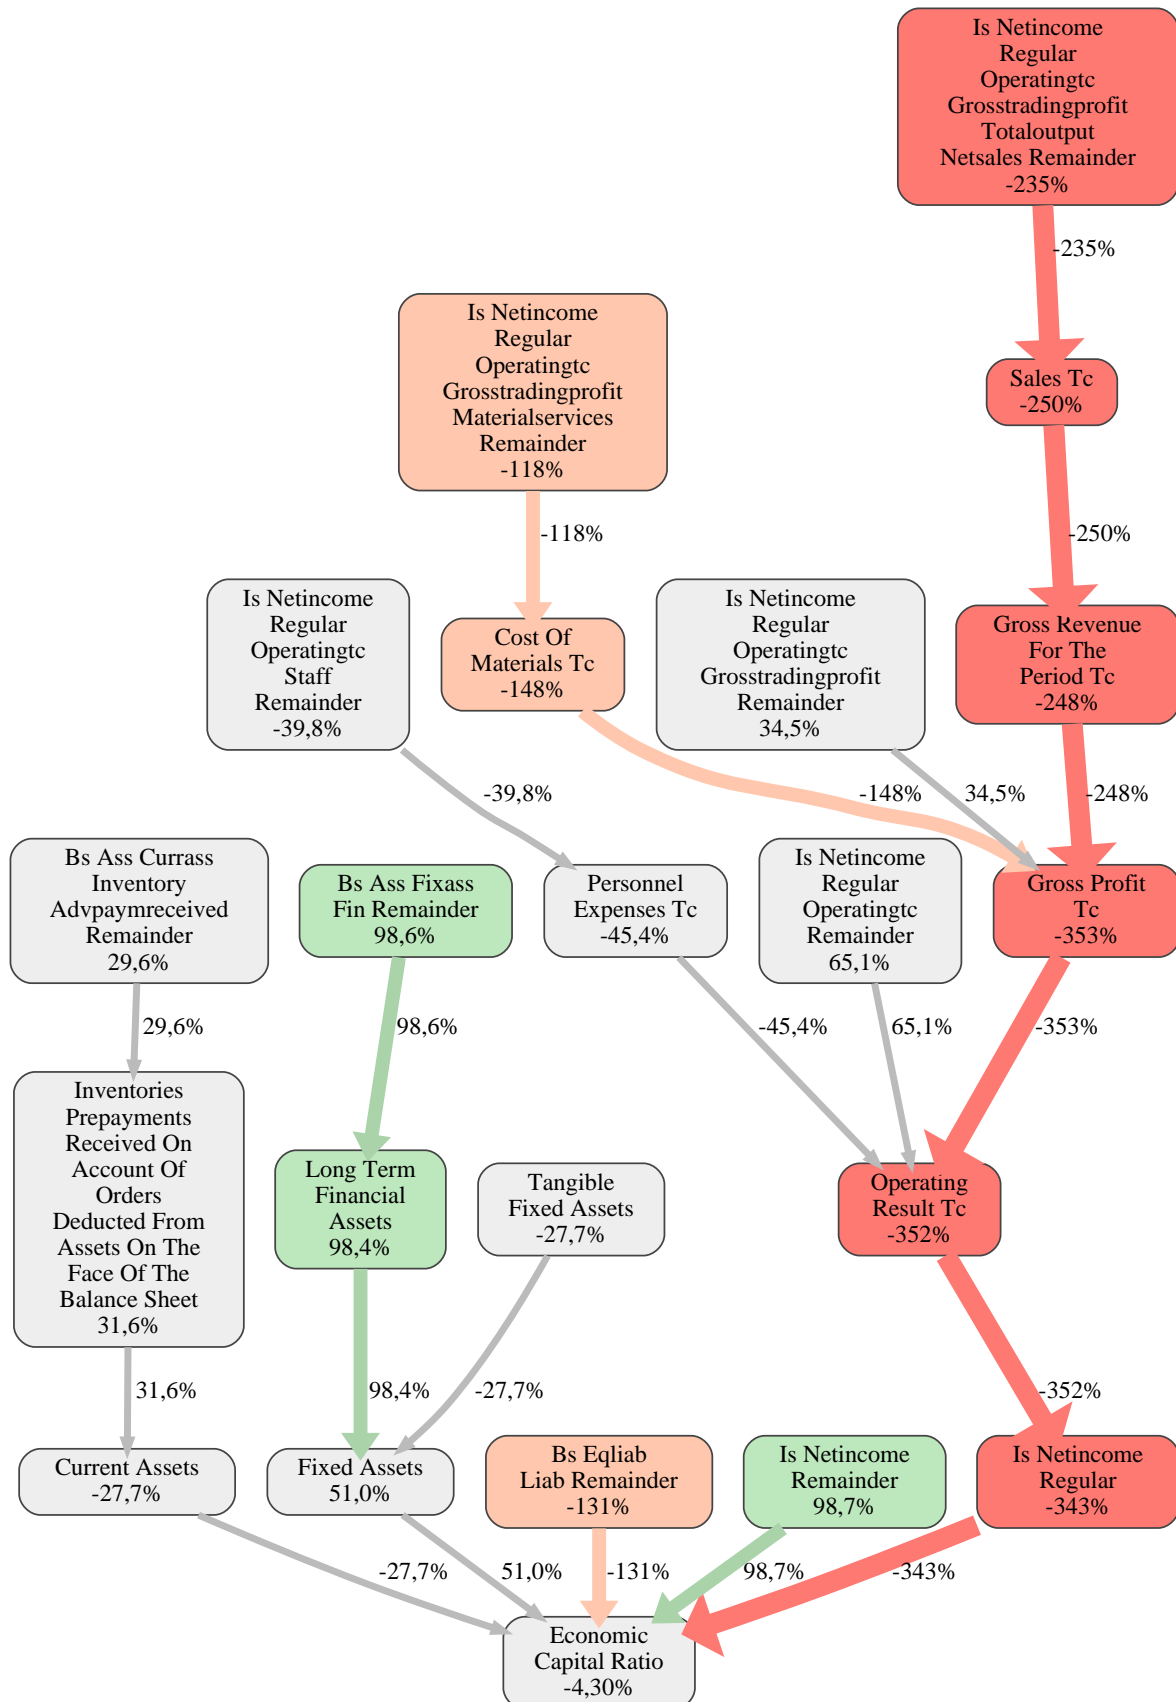 Is Netincome
Regular
Operatingtc
Grosstradingprofit
Totaloutput
Netsales Remainder
-235%
-235%
Is Netincome
Regular
Operatingtc
Grosstradingprofit
Materialservices
Remainder
-118%
Sales Tc
-250%
-118%
-250%
Is Netincome
Regular
Operatingtc
Staff
Remainder
-39,8%
Cost Of
Materials Tc
-148%
Is Netincome
Regular
Operatingtc
Grosstradingprofit
Remainder
34,5%
Gross Revenue
For The
Period Tc
-248%
-39,8%
-148%
34,5%
-248%
Bs Ass Currass
Inventory
Advpaymreceived
Remainder
29,6%
Bs Ass Fixass
Fin Remainder
98,6%
Personnel
Expenses Tc
-45,4%
Is Netincome
Regular
Operatingtc
Remainder
65,1%
Gross Profit
Tc
-353%
29,6%
98,6%
-45,4%
65,1%
-353%
Inventories
Prepayments
Received On
Account Of
Orders
Deducted From
Assets On The
Face Of The
Balance Sheet
31,6%
Long Term
Financial
Assets
98,4%
Tangible
Fixed Assets
-27,7%
Operating
Result Tc
-352%
31,6%
98,4%
-27,7%
-352%
Current Assets
-27,7%
Fixed Assets
51,0%
Bs Eqliab
Liab Remainder
-131%
Is Netincome
Remainder
98,7%
Is Netincome
Regular
-343%
-27,7%
51,0%
-131%
98,7%
-343%
Economic
Capital Ratio
-4,30%